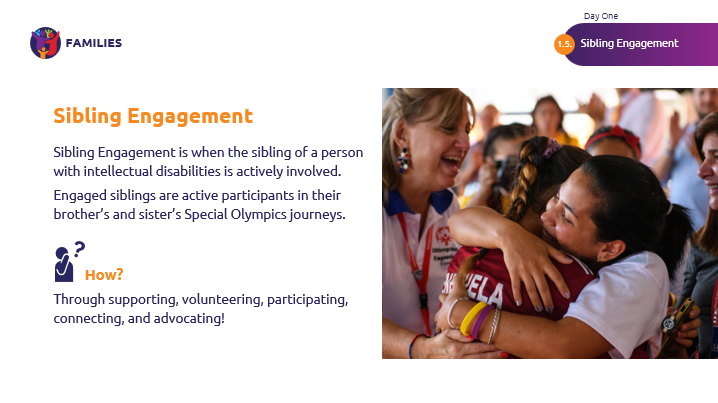 Day One
FAMILIES
1.5. Sibling Engagement
Sibling Engagement
Sibling Engagement is when the sibling of a person
with intellectual disabilities is actively involved.
Engaged siblings are active participants in their
brother’s and sister’s Special Olympics journeys.
?
How?
Through supporting, volunteering, participating,
connecting, and advocating!